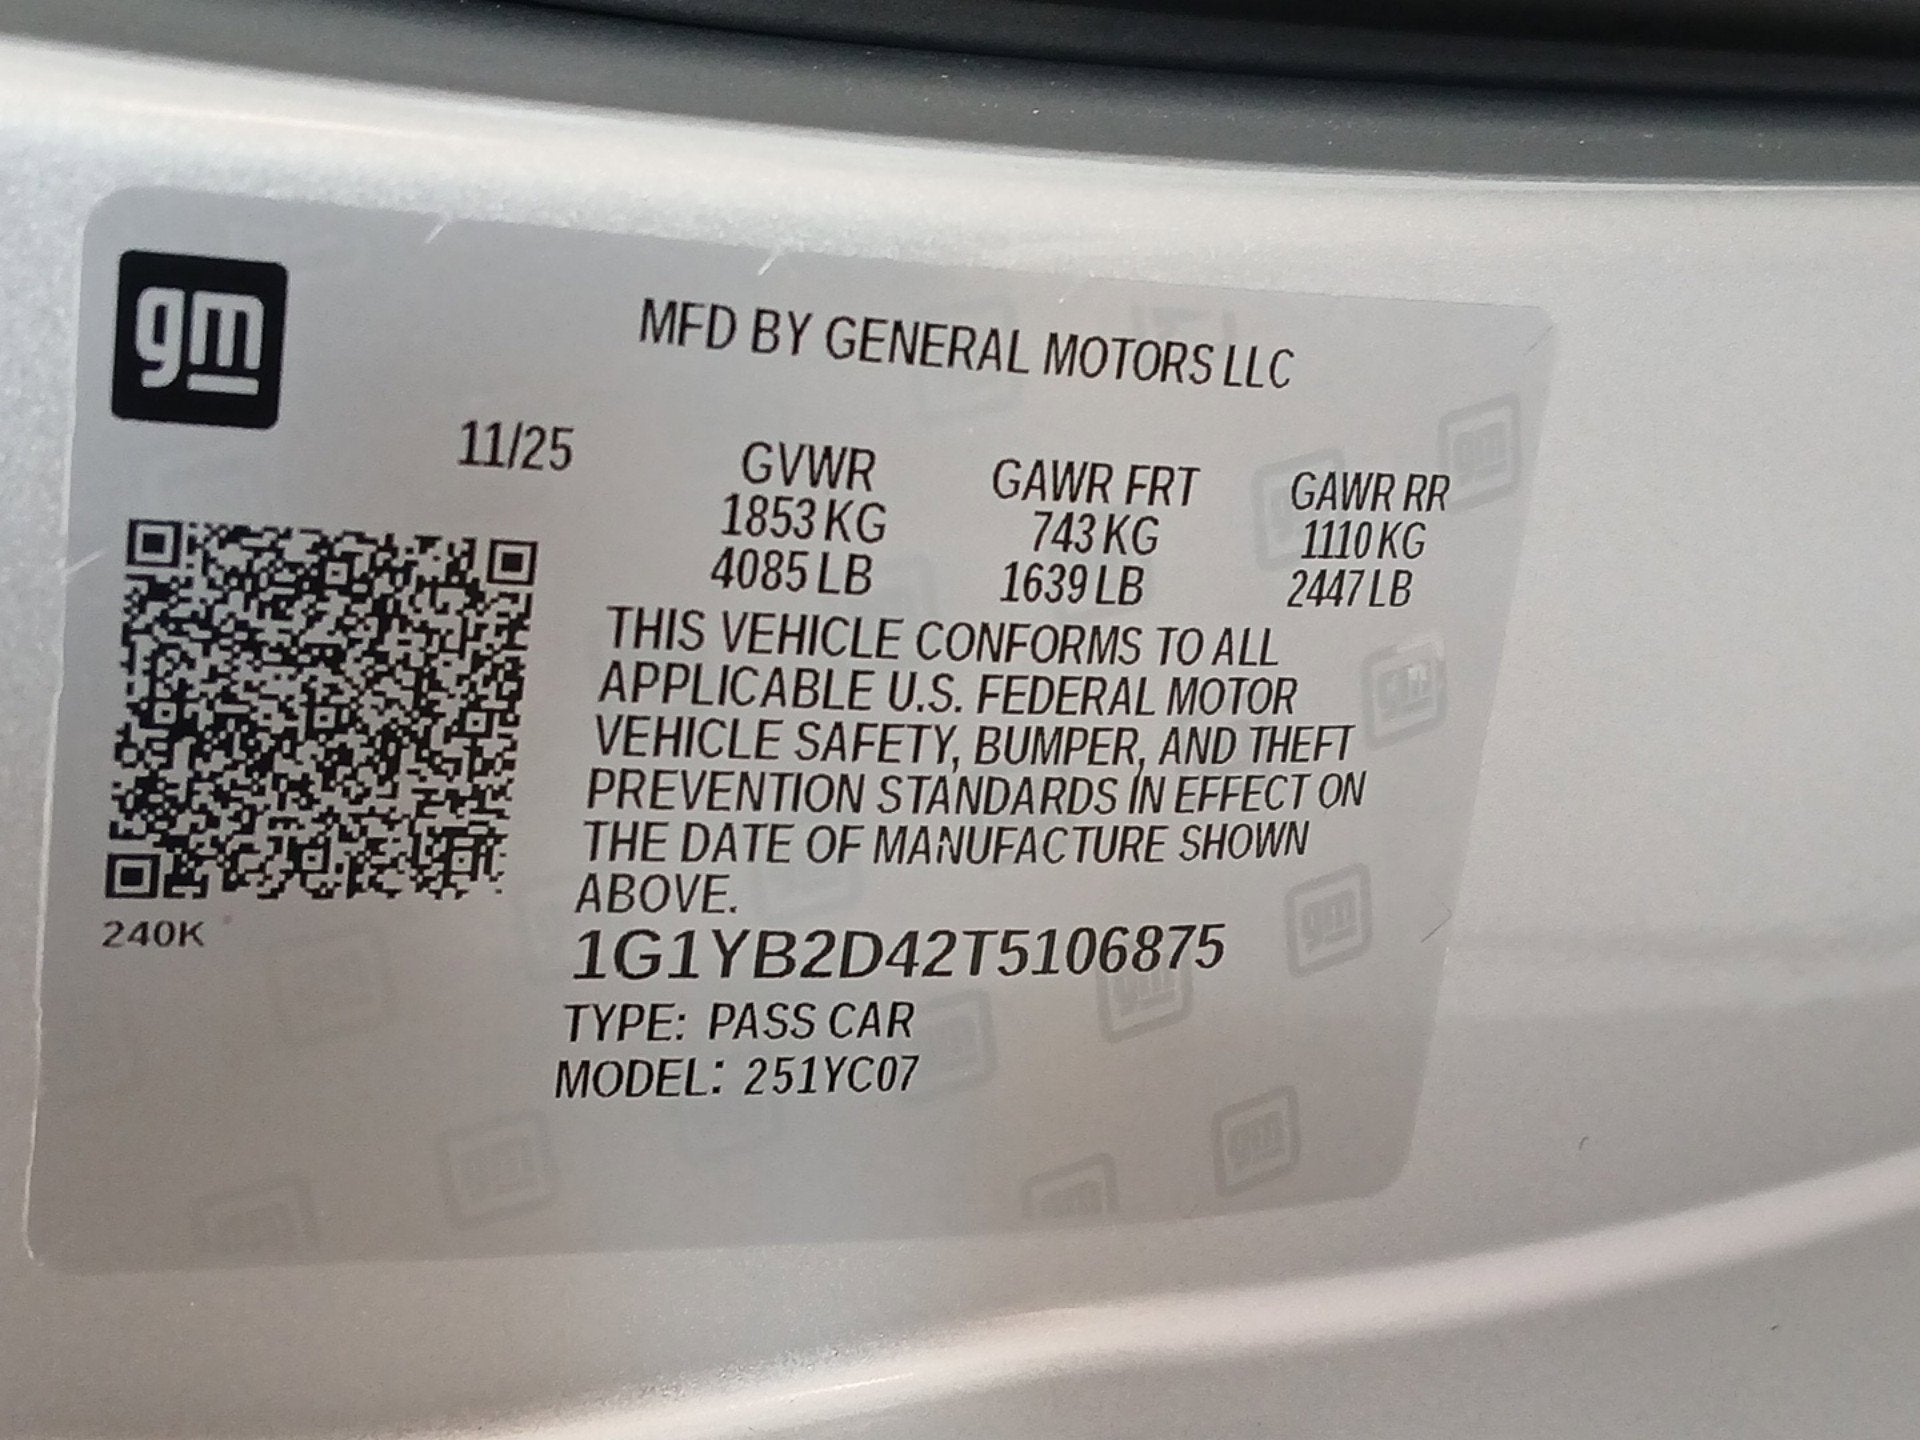 gm
MFD BY GENERAL MOTORS LLC
11/25
GVWR GAWR FRT GAWR RR
1853 KG 743 KG 1110 KG
4085 LB 1639 LB 2447 LB
THIS VEHICLE CONFORMS TO ALL
APPLICABLE U.S. FEDERAL MOTOR
VEHICLE SAFETY, BUMPER, AND THEFT
PREVENTION STANDARDS IN EFFECT ON
THE DATE OF MANUFACTURE SHOWN
ABOVE.
240K
1G1YB2D42T5106875
TYPE: PASS CAR
MODEL: 251YC07